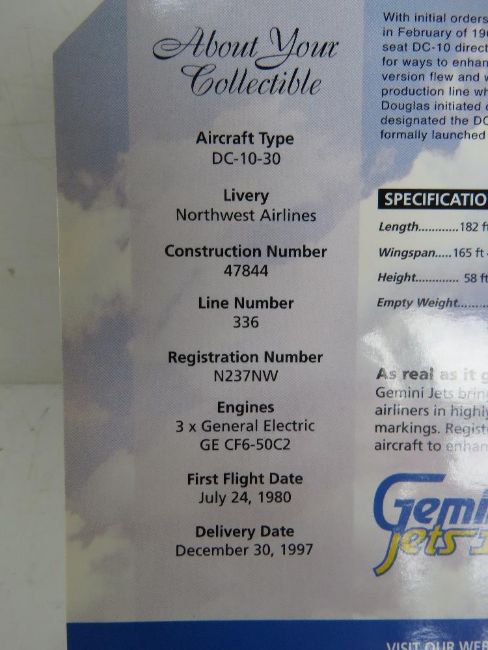 About Your
Collectible
Aircraft Type
DC-10-30
Livery
Northwest Airlines
Construction Number
47844
Line Number
336
Registration Number
N237NW
Engines
3 x General Electric
GE CF6-50C2
First Flight Date
July 24, 1980
Delivery Date
December 30, 1997
With initial orders
in February of
seat DC-10
for ways to
version flew and
production line
Douglas initiated
designated the
formally launched
Length............182
Wingspan.....165 ft
Height............. 58
Empty Weight.........
As real as it
Gemini Jets
airliners in
markings.
aircraft to
jets
VISIT OUR